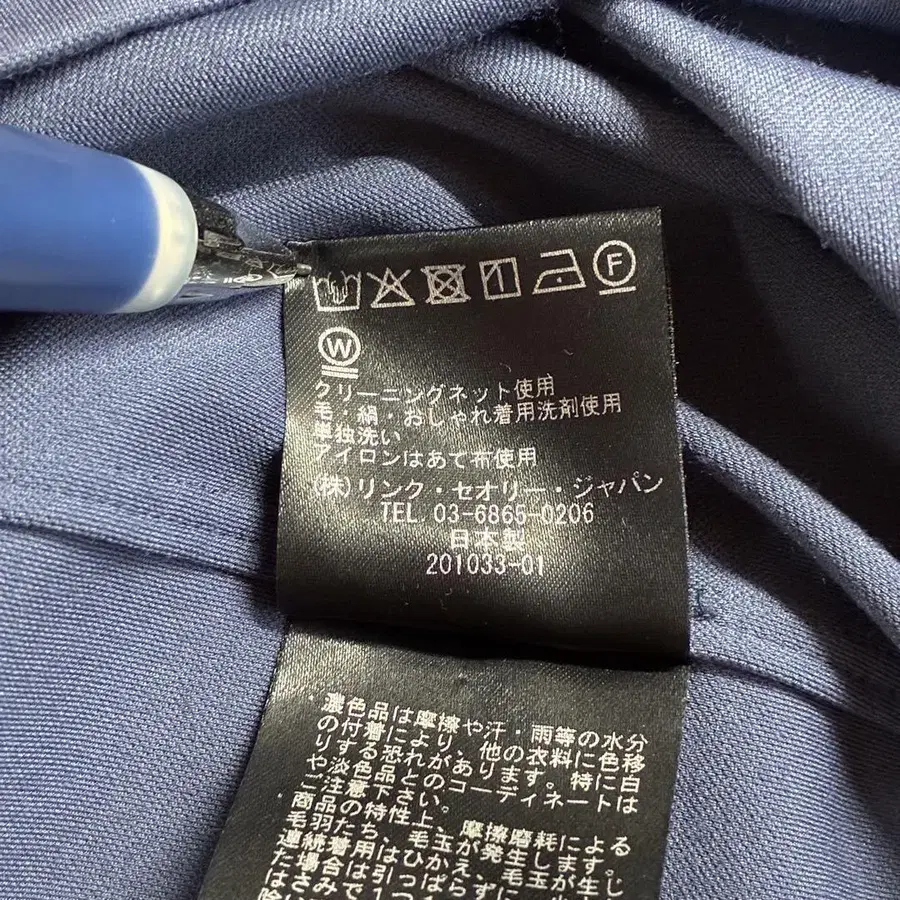 F
W
クリーニングネット使用
毛・絹・おしゃれ着用洗剤使用
単独洗い
アイロンはあて布使用
(株)リンク・セオリー・ジャパン
TEL. 03-6865-0206
日本製
201033-01
・濃色品は摩擦や汗・雨等の水分
の付着により、他の衣料に色移
りする恐れがあります。特に白
や淡色品とのコーディネートは
ご注意下さい。
・商品の特性上、摩擦磨耗による
毛羽たち、毛玉が発生します。
連続着用はひかえ、毛玉が生じ
た場合は引っぱらずに
はさみで1つ